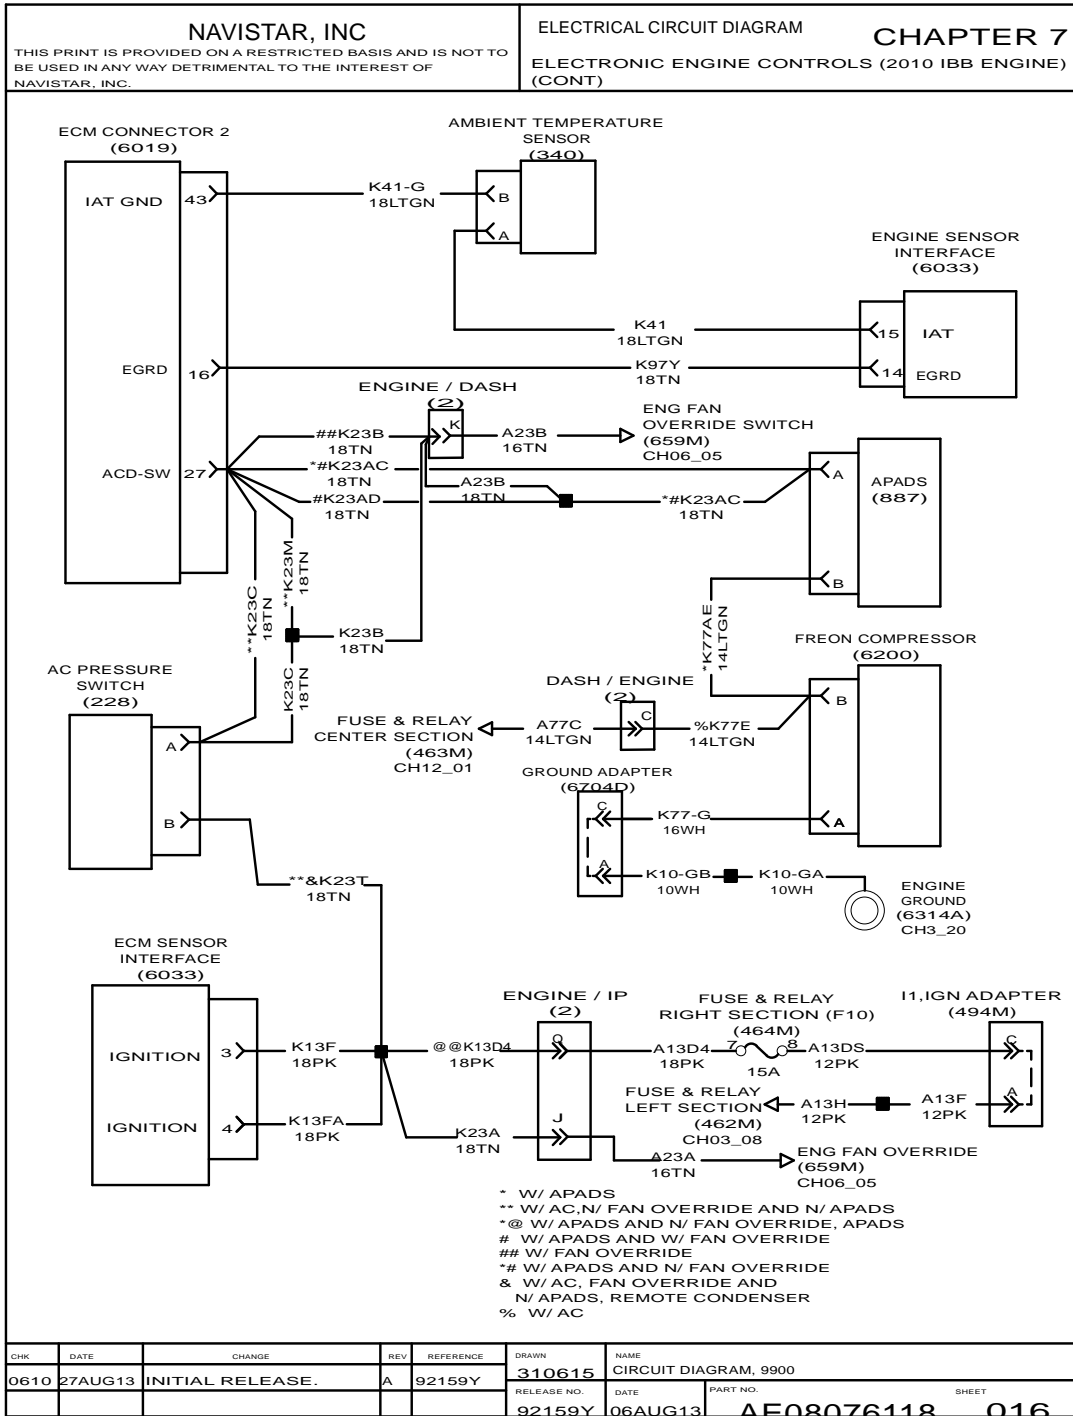 NAVISTAR, INC
THIS PRINT IS PROVIDED ON A RESTRICTED BASIS AND IS NOT TO
BE USED IN ANY WAY DETRIMENTAL TO THE INTEREST OF
NAVISTAR, INC.
ELECTRICAL CIRCUIT DIAGRAM
CHAPTER 7
ELECTRONIC ENGINE CONTROLS (2010 IBB ENGINE)
(CONT)
ECM CONNECTOR 2
(6019)
IAT GND
43
K41-G
18LTGN
AMBIENT TEMPERATURE
SENSOR
(340)
B
A
ENGINE SENSOR
INTERFACE
(6033)
K41
18LTGN
15
IAT
EGRD
16
K97Y
18TN
14
EGRD
ENGINE / DASH
(2)
K
##K23B
18TN
A23B
16TN
ENG FAN
OVERRIDE SWITCH
(659M)
CH06_05
ACD-SW
27
*#K23AC
18TN
A23B
18TN
#K23AD
18TN
*#K23AC
18TN
A
APADS
(887)
B
**K23C
18TN
**K23M
18TN
K23B
18TN
K23C
18TN
*K77AE
14LTGN
FREON COMPRESSOR
(6200)
B
A
AC PRESSURE
SWITCH
(228)
A
B
DASH / ENGINE
(2)
C
FUSE & RELAY
CENTER SECTION
(463M)
CH12_01
A77C
14LTGN
%K77E
14LTGN
GROUND ADAPTER
(6704D)
C
K77-G
16WH
A
K10-GB
10WH
K10-GA
10WH
ENGINE
GROUND
(6314A)
CH3_20
**&K23T
18TN
ECM SENSOR
INTERFACE
(6033)
IGNITION
3
K13F
18PK
IGNITION
4
K13FA
18PK
@@K13D4
18PK
K23A
18TN
ENGINE / IP
(2)
Q
J
A13D4
18PK
FUSE & RELAY
RIGHT SECTION (F10)
(464M)
7
8
15A
A13DS
12PK
I1,IGN ADAPTER
(494M)
C
A
FUSE & RELAY
LEFT SECTION
(462M)
CH03_08
A13H
12PK
A13F
12PK
A23A
16TN
ENG FAN OVERRIDE
(659M)
CH06_05
* W/ APADS
** W/ AC,N/ FAN OVERRIDE AND N/ APADS
*@ W/ APADS AND N/ FAN OVERRIDE, APADS
# W/ APADS AND W/ FAN OVERRIDE
## W/ FAN OVERRIDE
*# W/ APADS AND N/ FAN OVERRIDE
& W/ AC, FAN OVERRIDE AND
N/ APADS, REMOTE CONDENSER
% W/ AC
CHK DATE CHANGE REV REFERENCE
0610 27AUG13 INITIAL RELEASE. A 92159Y
DRAWN
310615
NAME
CIRCUIT DIAGRAM, 9900
RELEASE NO.
92159Y
DATE
06AUG13
PART NO.
AE08076118
SHEET
016